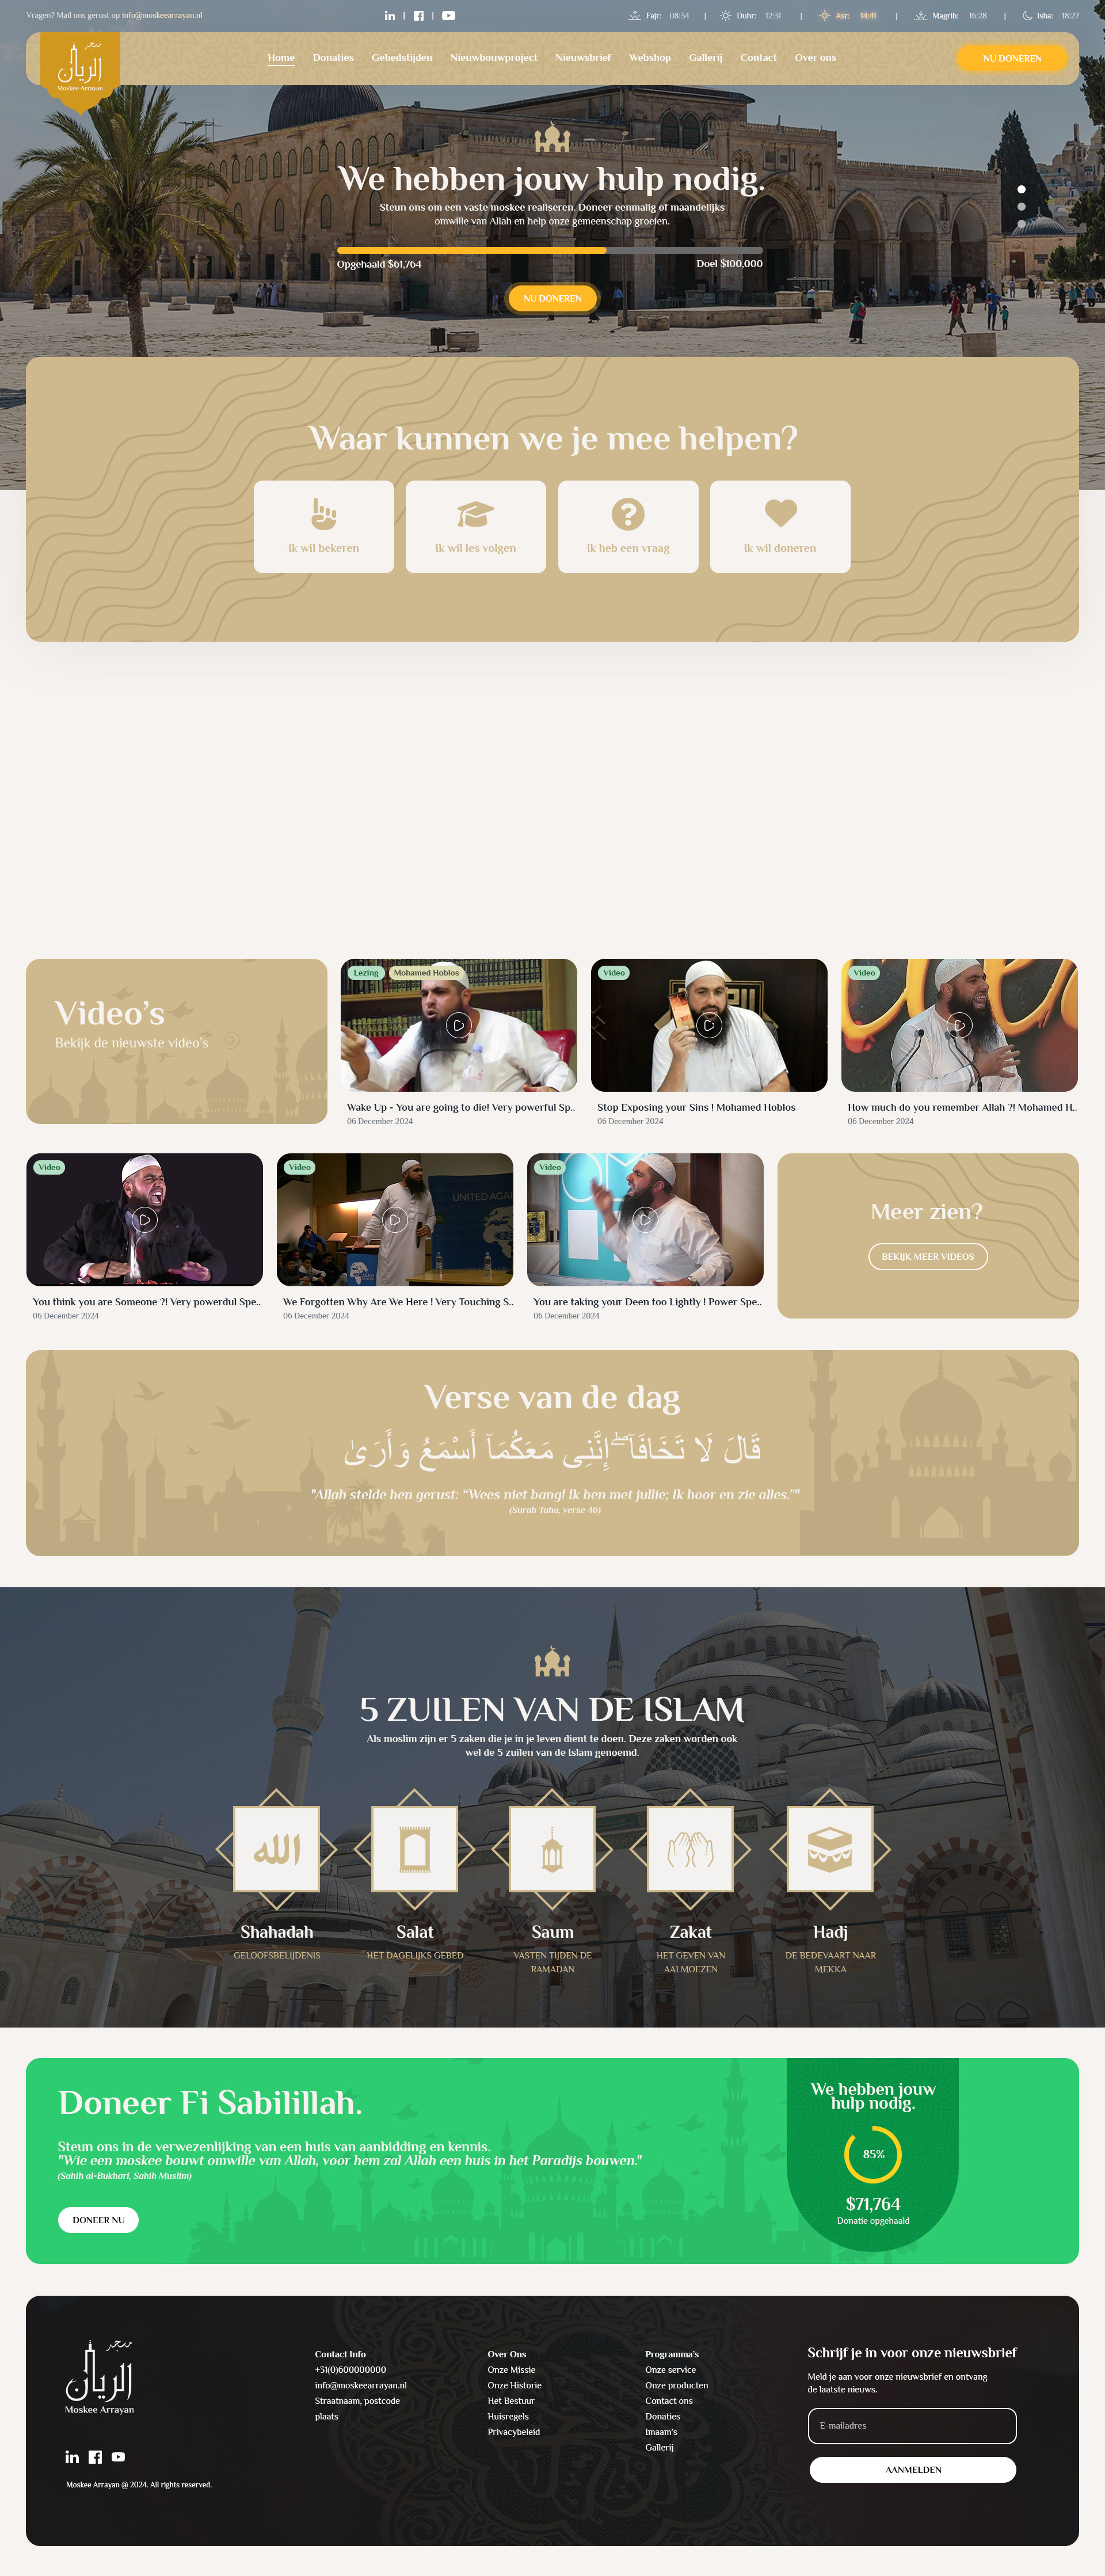 Vragen? Mail ons gerust op info@moskeearrayan.nl
Fajr: 08:34 | Duhr: 12:31 | Asr: 14:41 | Magrib: 16:28 | Isha: 18:27
الريان
Moskee Arrayan
Home Donaties Gebedstijden Nieuwbouwproject Nieuwsbrief Webshop Gallerij Contact Over ons
NU DONEREN
We hebben jouw hulp nodig.
Steun ons om een vaste moskee realiseren. Doneer eenmalig of maandelijks
omwille van Allah en help onze gemeenschap groeien.
Opgehaald $61,764
Doel $100,000
NU DONEREN
Waar kunnen we je mee helpen?
Ik wil bekeren
Ik wil les volgen
Ik heb een vraag
Ik wil doneren
Video's
Bekijk de nieuwste video's
Lezing
Mohamed Hoblos
Wake Up - You are going to die! Very powerful Sp..
06 December 2024
Video
Stop Exposing your Sins ! Mohamed Hoblos
06 December 2024
Video
How much do you remember Allah ?! Mohamed H..
06 December 2024
Video
You think you are Someone ?! Very powerdul Spe..
06 December 2024
Video
UNITED AGAI
We Forgotten Why Are We Here ! Very Touching S..
06 December 2024
Video
You are taking your Deen too Lightly ! Power Spe..
06 December 2024
Meer zien?
BEKIJK MEER VIDEOS
Verse van de dag
قَالَ لَا تَخَافَآ ۖ إِنَّنِى مَعَكُمَآ أَسْمَعُ وَأَرَىٰ
"Allah stelde hen gerust: “Wees niet bang! Ik ben met jullie; Ik hoor en zie alles.”"
(Surah Taha, verse 46)
5 ZUILEN VAN DE ISLAM
Als moslim zijn er 5 zaken die je in je leven dient te doen. Deze zaken worden ook
wel de 5 zuilen van de Islam genoemd.
الله
Shahadah
GELOOFSBELIJDENIS
Salat
HET DAGELIJKS GEBED
Saum
VASTEN TIJDEN DE
RAMADAN
Zakat
HET GEVEN VAN
AALMOEZEN
Hadj
DE BEDEVAART NAAR
MEKKA
Doneer Fi Sabilillah.
Steun ons in de verwezenlijking van een huis van aanbidding en kennis.
"Wie een moskee bouwt omwille van Allah, voor hem zal Allah een huis in het Paradijs bouwen."
(Sahih al-Bukhari, Sahih Muslim)
DONEER NU
We hebben jouw
hulp nodig.
85%
$71,764
Donatie opgehaald
الريان
Moskee Arrayan
Moskee Arrayan @ 2024. All rights reserved.
Contact Info
+31(0)600000000
info@moskeearrayan.nl
Straatnaam, postcode
plaats
Over Ons
Onze Missie
Onze Historie
Het Bestuur
Huisregels
Privacybeleid
Programma's
Onze service
Onze producten
Contact ons
Donaties
Imaam's
Gallerij
Schrijf je in voor onze nieuwsbrief
Meld je aan voor onze nieuwsbrief en ontvang
de laatste nieuws.
E-mailadres
AANMELDEN